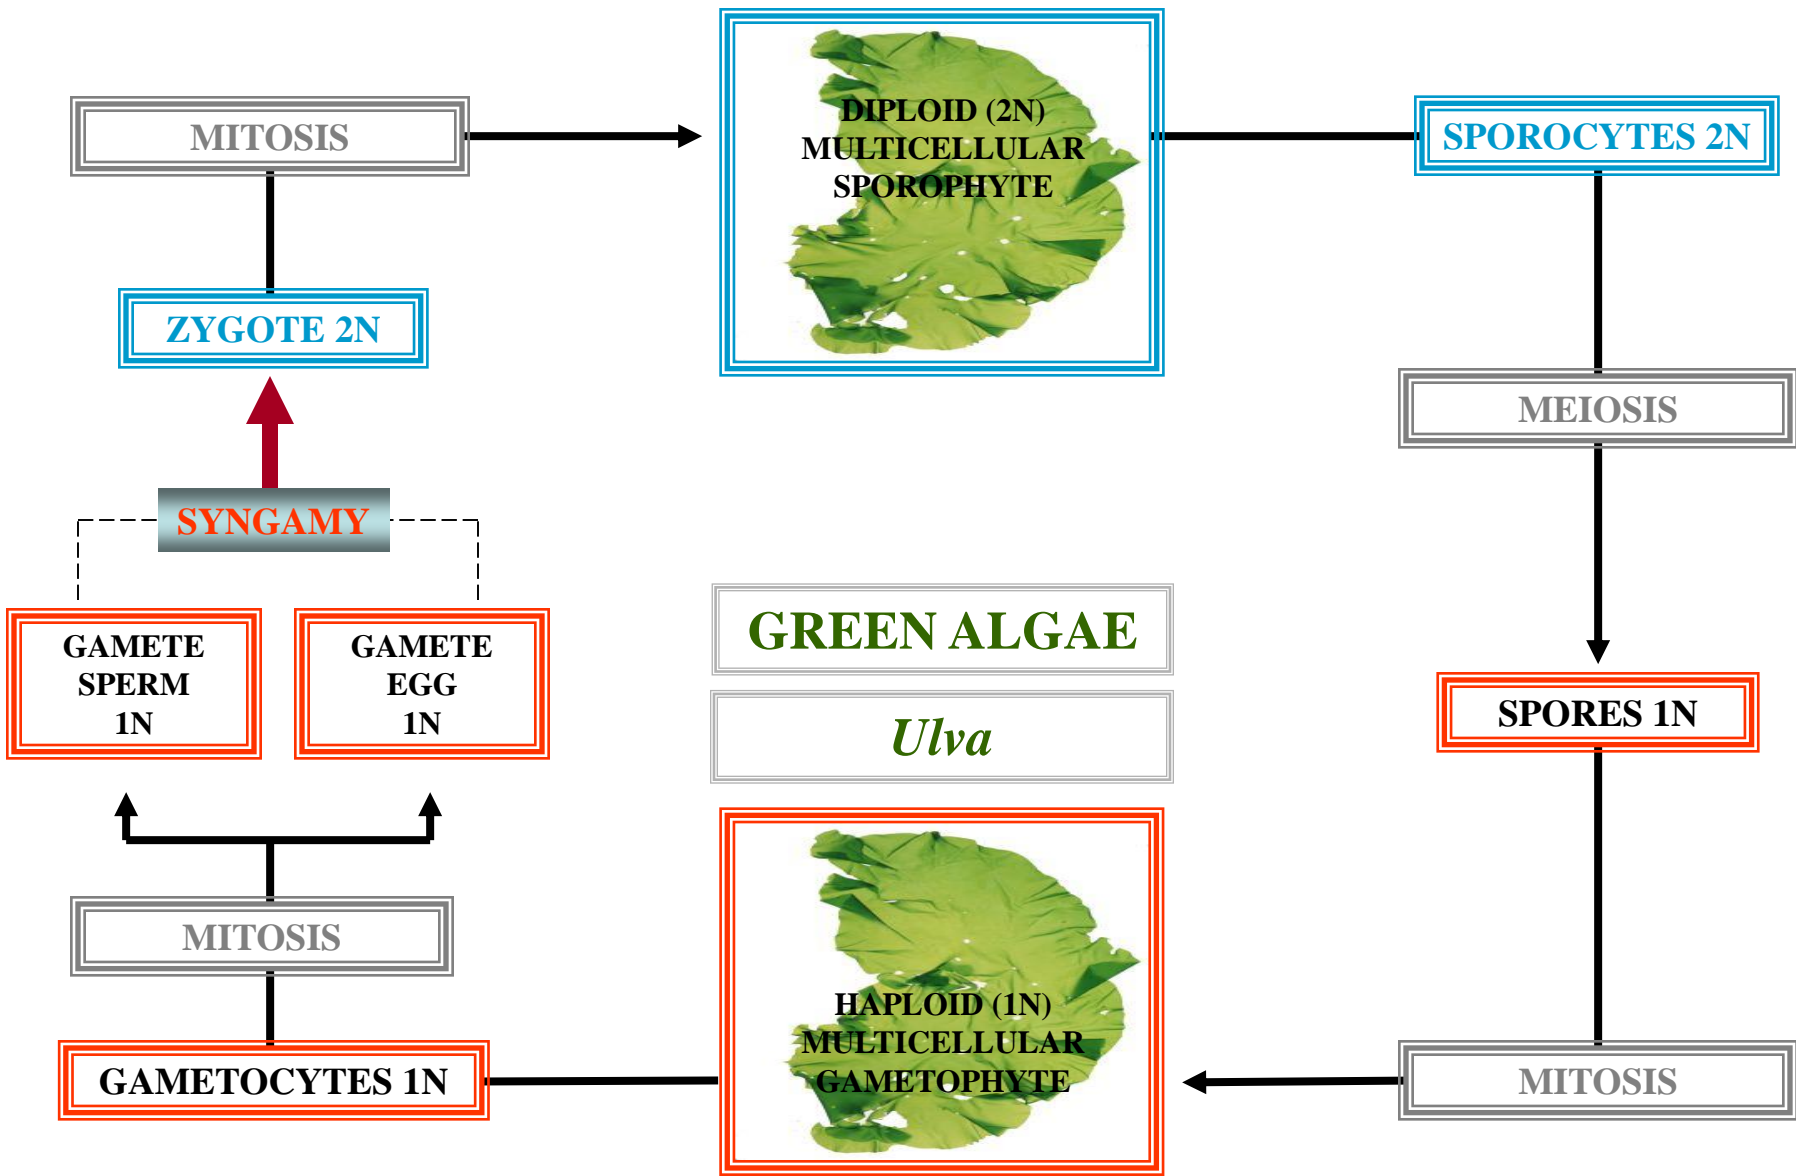 MITOSIS
DIPLOID (2N)
MULTICELLULAR
SPOROPHYTE
SPOROCYTES 2N
ZYGOTE 2N
MEIOSIS
SYNGAMY
GAMETE
SPERM
1N
GAMETE
EGG
1N
GREEN ALGAE
Ulva
SPORES 1N
MITOSIS
HAPLOID (1N)
MULTICELLULAR
GAMETOPHYTE
GAMETOCYTES 1N
MITOSIS